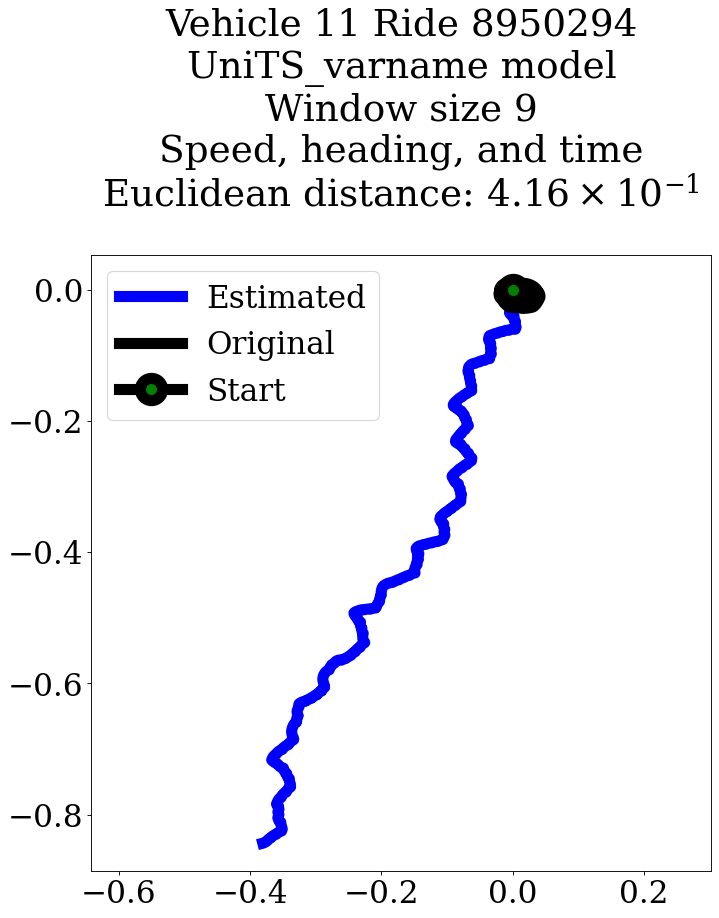 Vehicle 11 Ride 8950294
UniTS_varname model
Window size 9
Speed, heading, and time
Euclidean distance: 4.16 × 10⁻¹
Estimated
Original
Start
0.0
−0.2
−0.4
−0.6
−0.8
−0.6 −0.4 −0.2 0.0 0.2